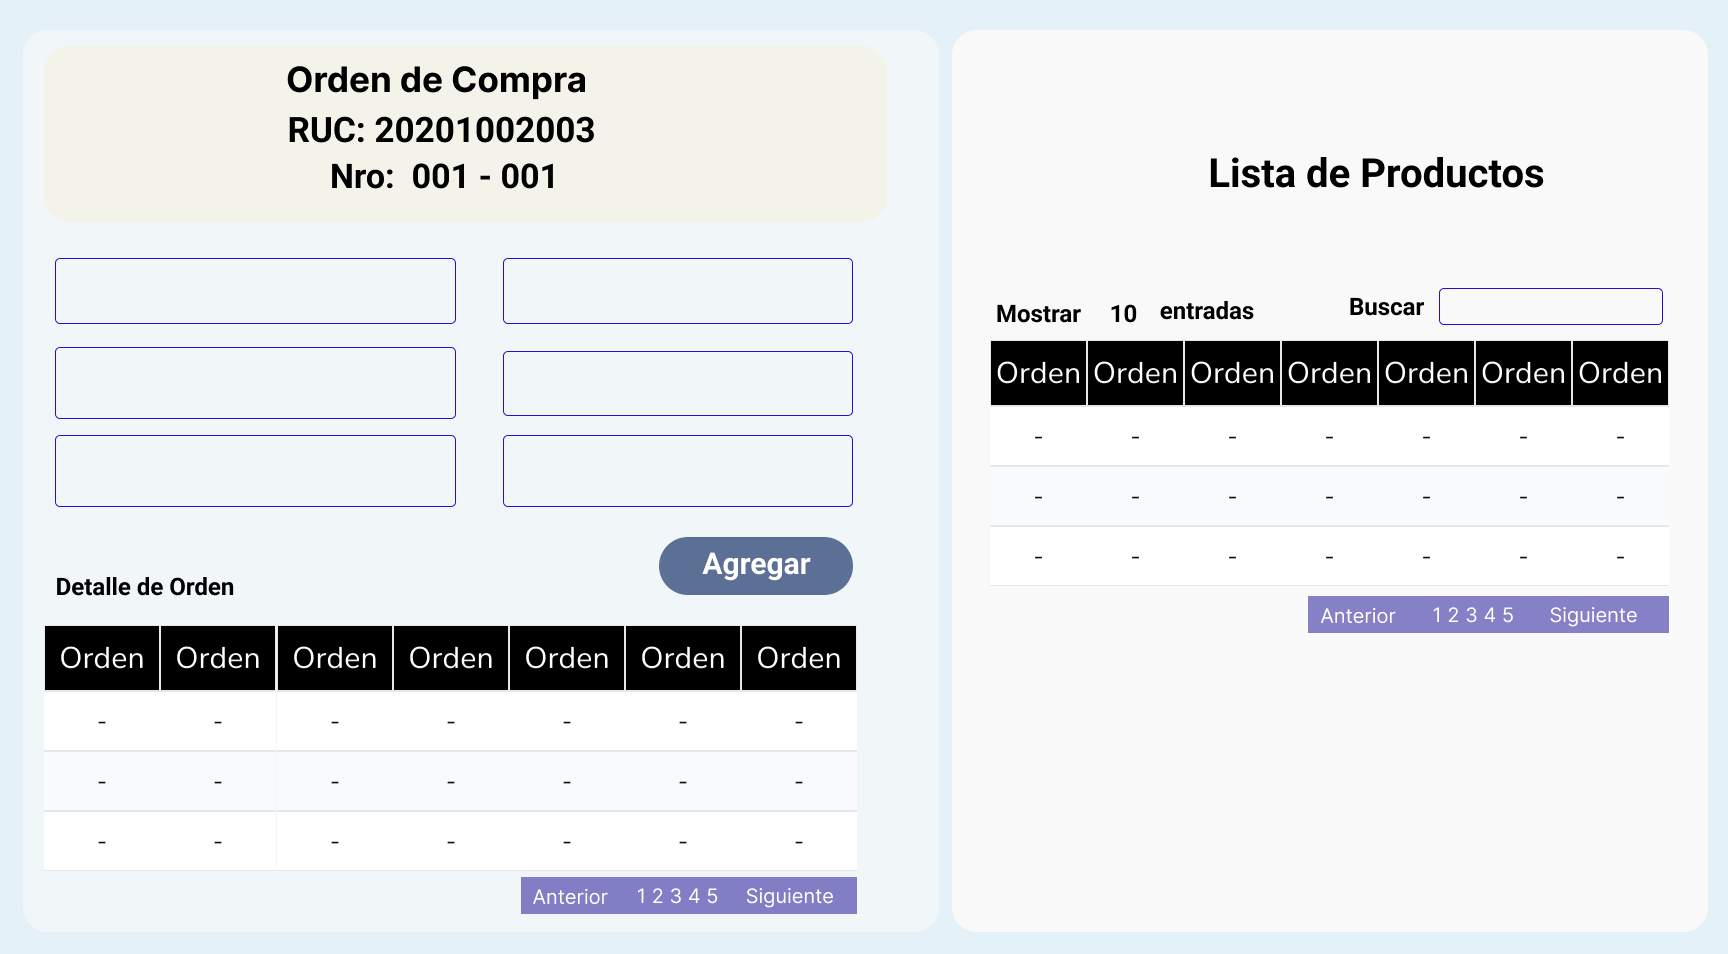 Orden de Compra
RUC: 20201002003
Nro: 001 - 001
Agregar
Detalle de Orden
Orden Orden Orden Orden Orden Orden Orden
- - - - - - -
- - - - - - -
- - - - - - -
Anterior 1 2 3 4 5 Siguiente
Lista de Productos
Mostrar 10 entradas Buscar
Orden Orden Orden Orden Orden Orden Orden
- - - - - - -
- - - - - - -
- - - - - - -
Anterior 1 2 3 4 5 Siguiente